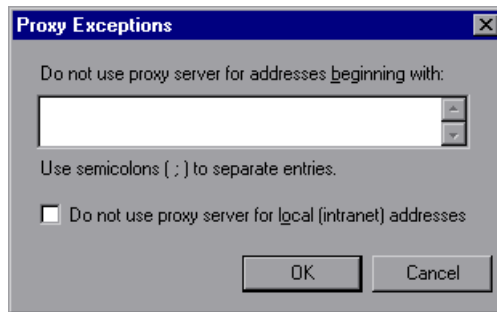 Proxy Exceptions
Do not use proxy server for addresses beginning with:
Use semicolons ( ; ) to separate entries.
Do not use proxy server for local (intranet) addresses
OK
Cancel